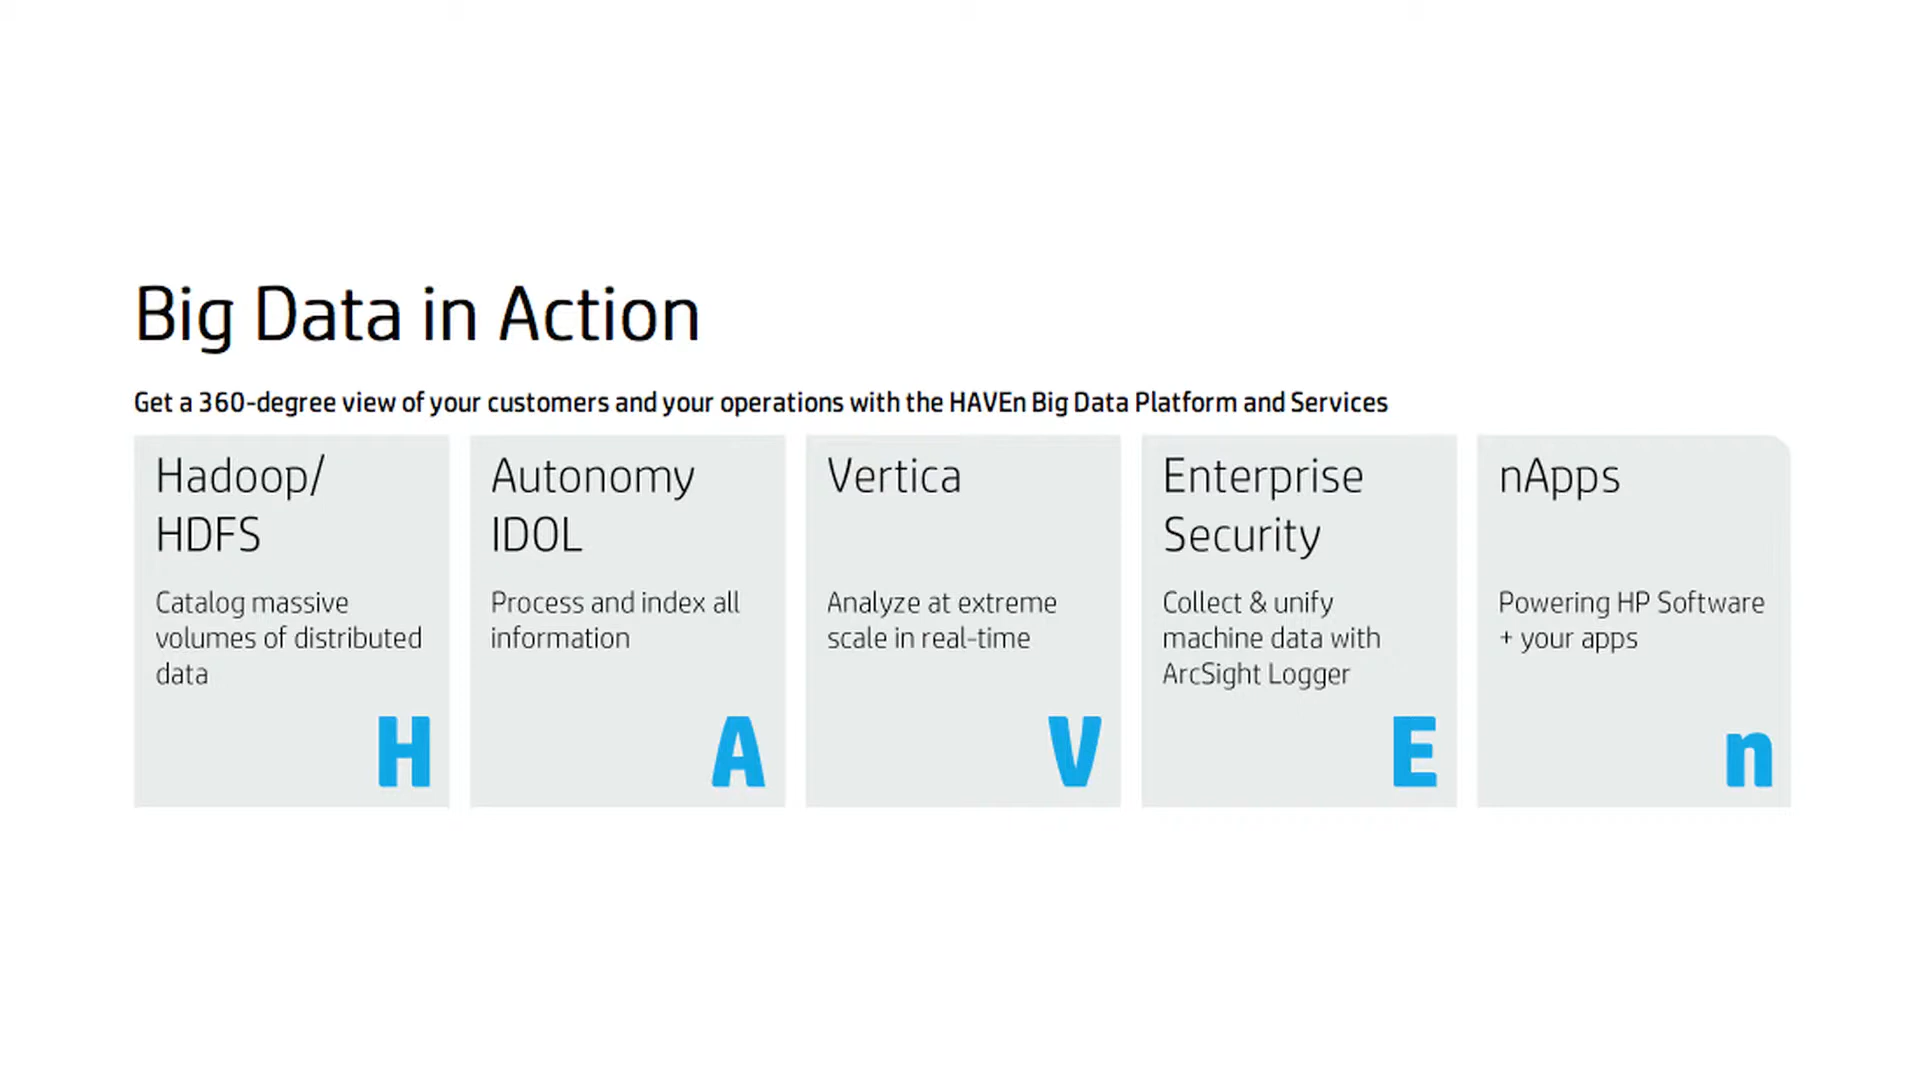 Big Data in Action
Get a 360-degree view of your customers and your operations with the HAVEn Big Data Platform and Services
Hadoop/
HDFS
Catalog massive
volumes of distributed
data
H
Autonomy
IDOL
Process and index all
information
A
Vertica
Analyze at extreme
scale in real-time
V
Enterprise
Security
Collect & unify
machine data with
ArcSight Logger
E
nApps
Powering HP Software
+ your apps
n